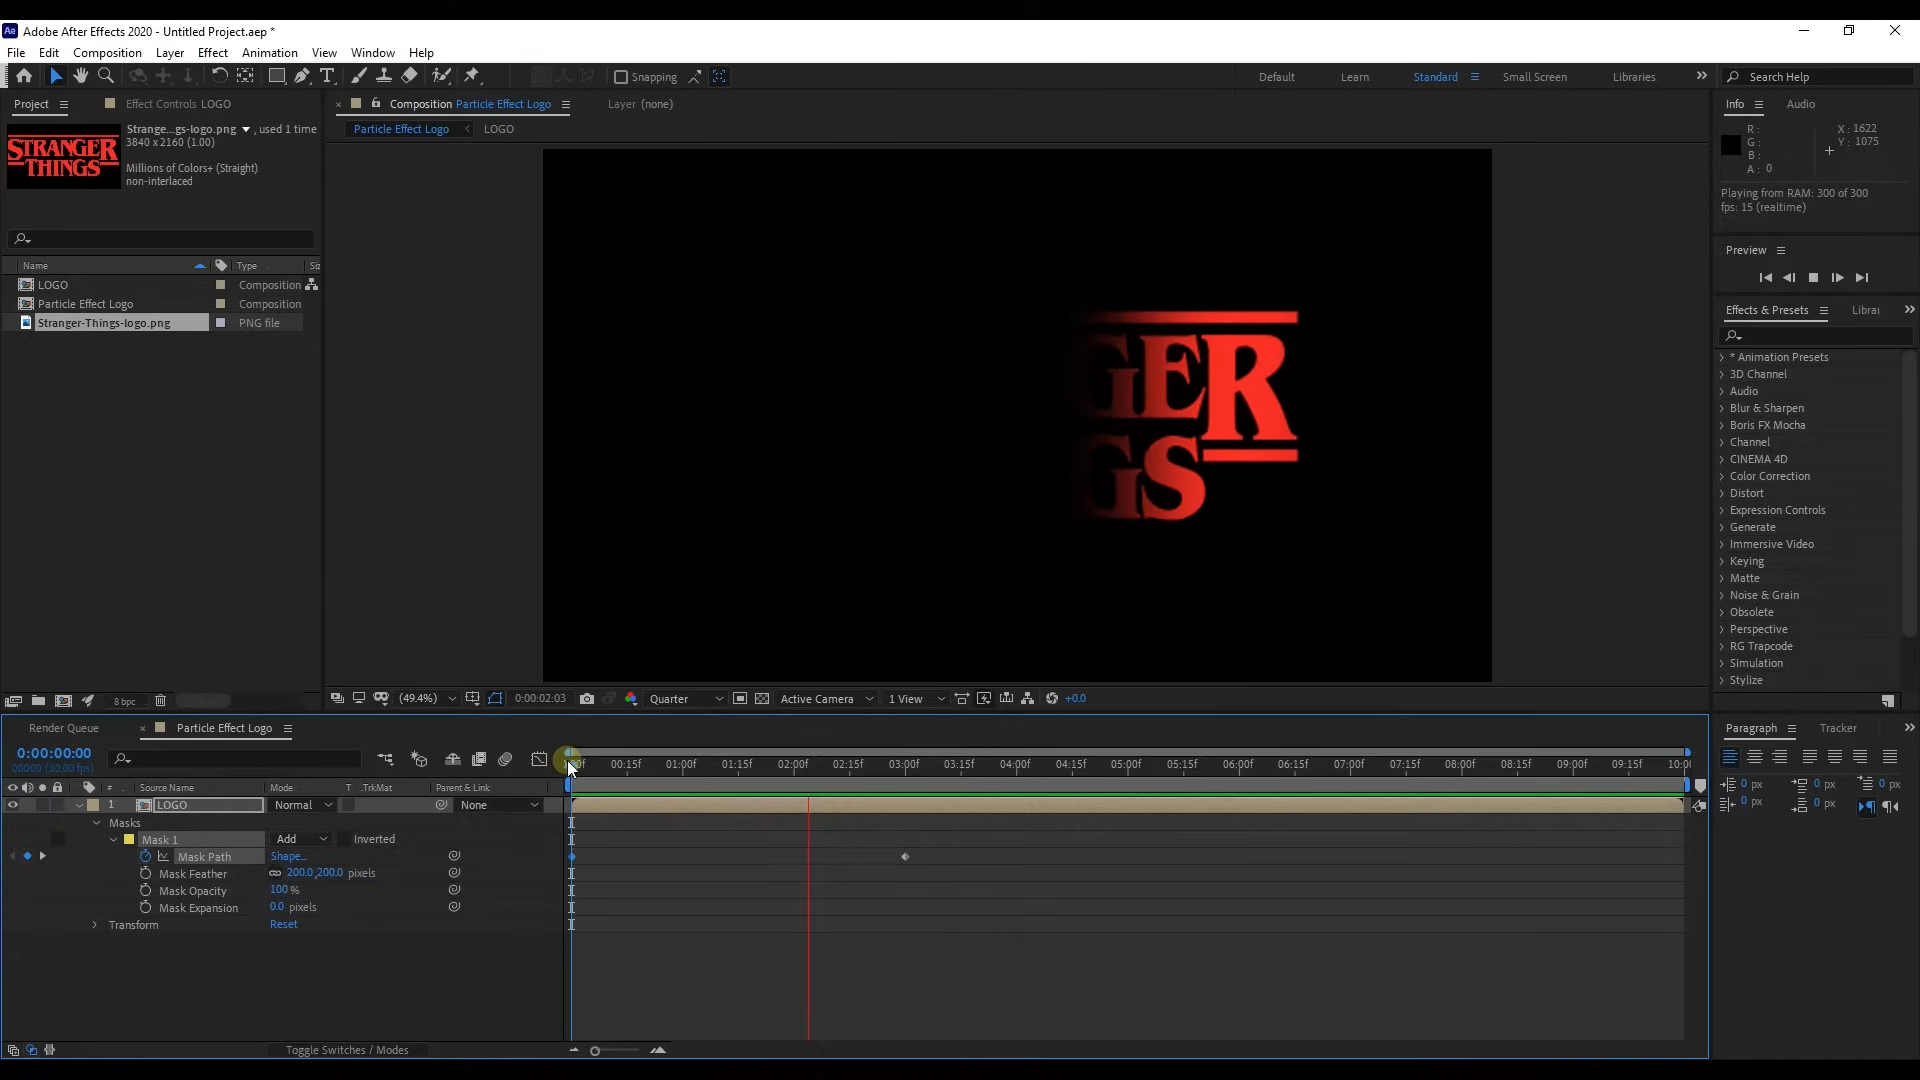 Ae Adobe After Effects 2020 - Untitled Project.aep *
File Edit Composition Layer Effect Animation View Window Help
Snapping Default Learn Standard Small Screen Libraries Search Help
Project Effect Controls LOGO
Strange...gs-logo.png , used 1 time
3840 x 2160 (1.00)
Millions of Colors+ (Straight)
non-interlaced
STRANGER
THINGS
Name Type
LOGO Composition
Particle Effect Logo Composition
Stranger-Things-logo.png PNG file
8 bpc
Composition Particle Effect Logo Layer (none)
Particle Effect Logo LOGO
GER
GS
(49.4%) 0:00:02:03 Quarter Active Camera 1 View +0.0
Info Audio
R : X : 1622
G : Y : 1075
B :
A : 0
Playing from RAM: 300 of 300
fps: 15 (realtime)
Preview
Effects & Presets Librai
* Animation Presets
3D Channel
Audio
Blur & Sharpen
Boris FX Mocha
Channel
CINEMA 4D
Color Correction
Distort
Expression Controls
Generate
Immersive Video
Keying
Matte
Noise & Grain
Obsolete
Perspective
RG Trapcode
Simulation
Stylize
Render Queue Particle Effect Logo
0:00:00:00
00000 (30.00 fps)
00:15f 01:00f 01:15f 02:00f 02:15f 03:00f 03:15f 04:00f 04:15f 05:00f 05:15f 06:00f 06:15f 07:00f 07:15f 08:00f 08:15f 09:00f 09:15f 10:00
# Source Name Mode T .TrkMat Parent & Link
1 LOGO Normal None
Masks
Mask 1 Add Inverted
Mask Path Shape...
Mask Feather 200.0,200.0 pixels
Mask Opacity 100 %
Mask Expansion 0.0 pixels
Transform Reset
Toggle Switches / Modes
Paragraph Tracker
0 px 0 px 0 px
0 px 0 px